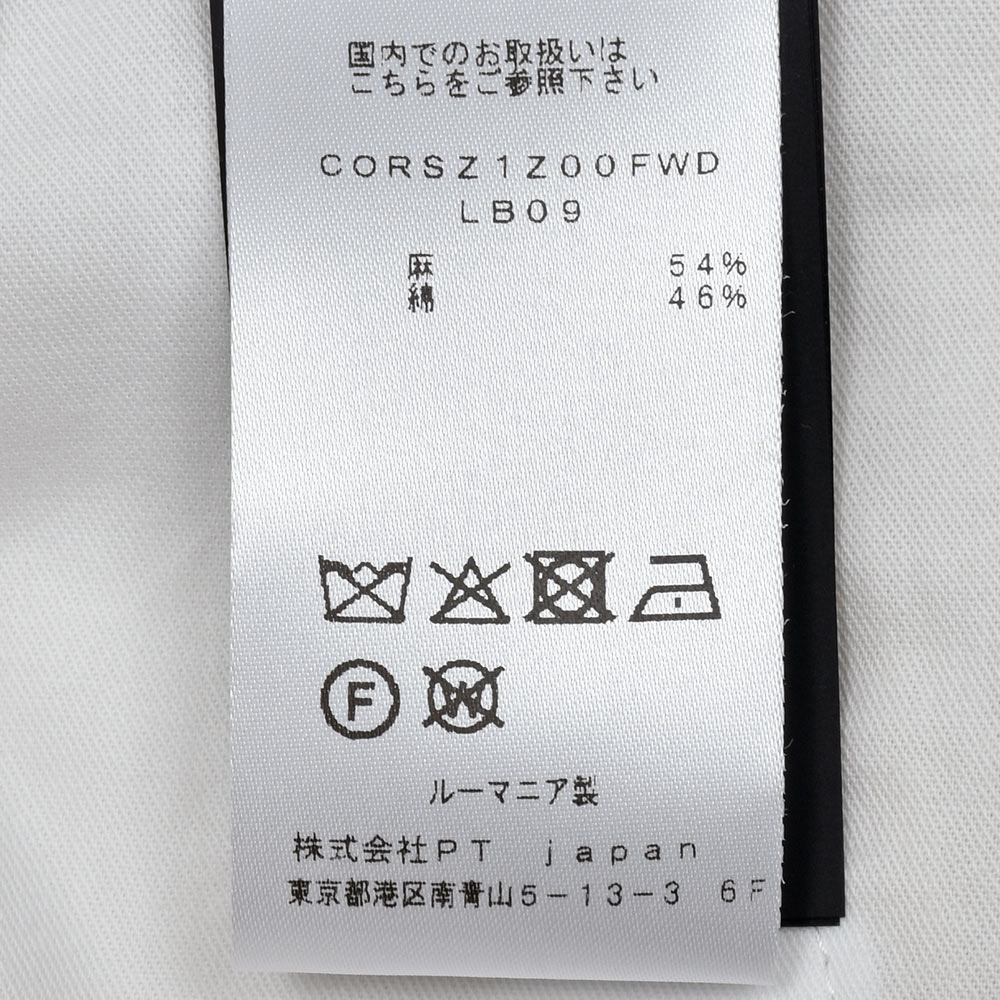 国内でのお取扱いは
こちらをご参照下さい
CORSZ1Z00FWD
LB09
麻 54%
綿 46%
F W
ルーマニア製
株式会社PT japan
東京都港区南青山5-13-3 6F